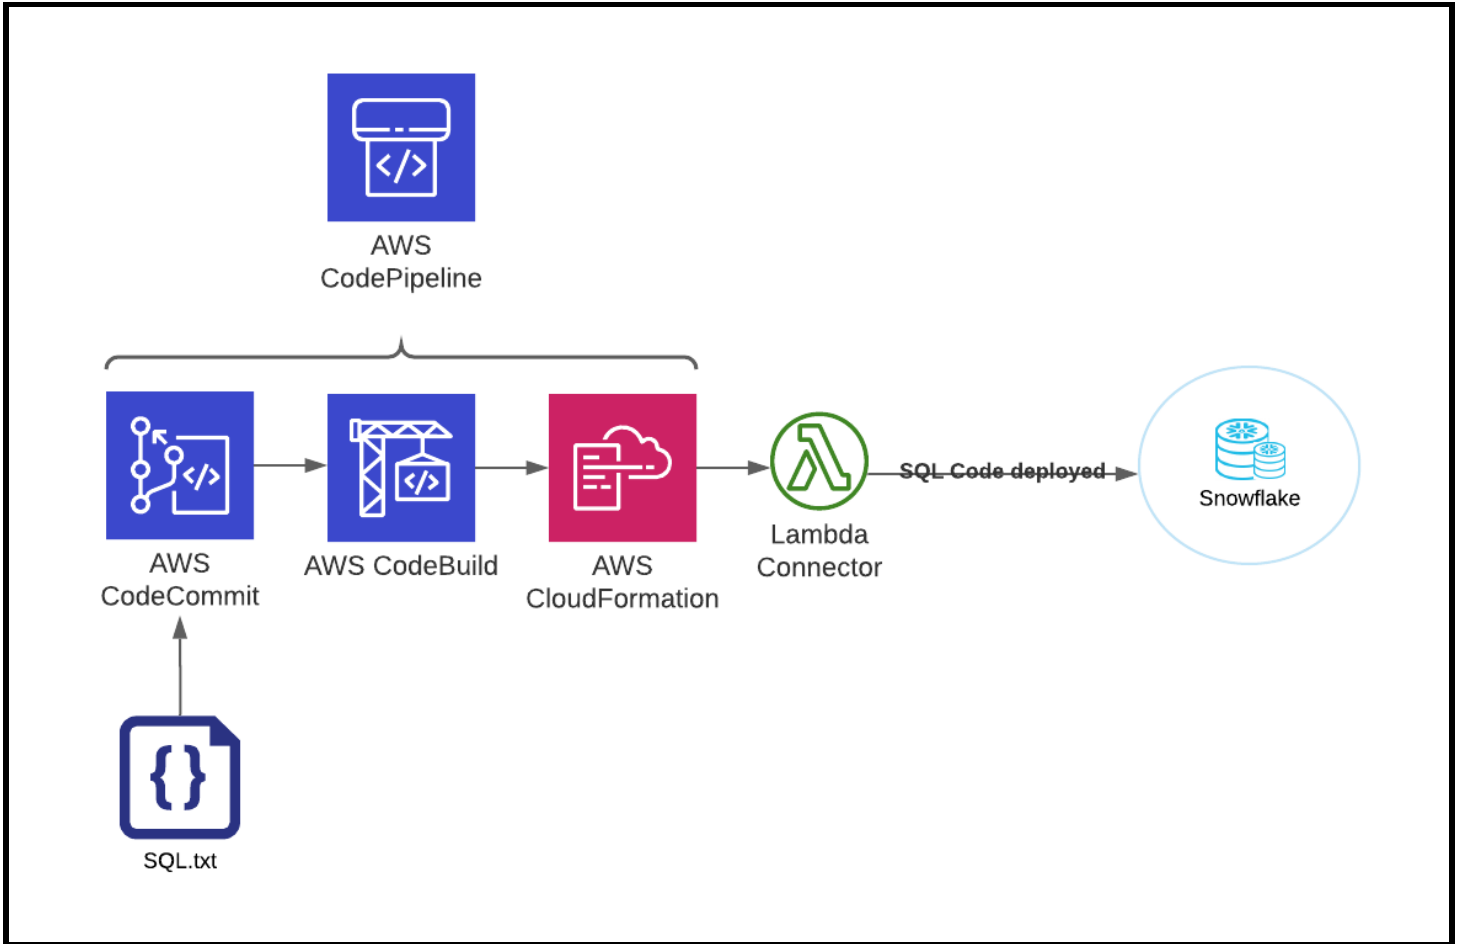 AWS
CodePipeline
AWS
CodeCommit
AWS CodeBuild
AWS
CloudFormation
Lambda
Connector
SQL Code deployed
Snowflake
SQL.txt